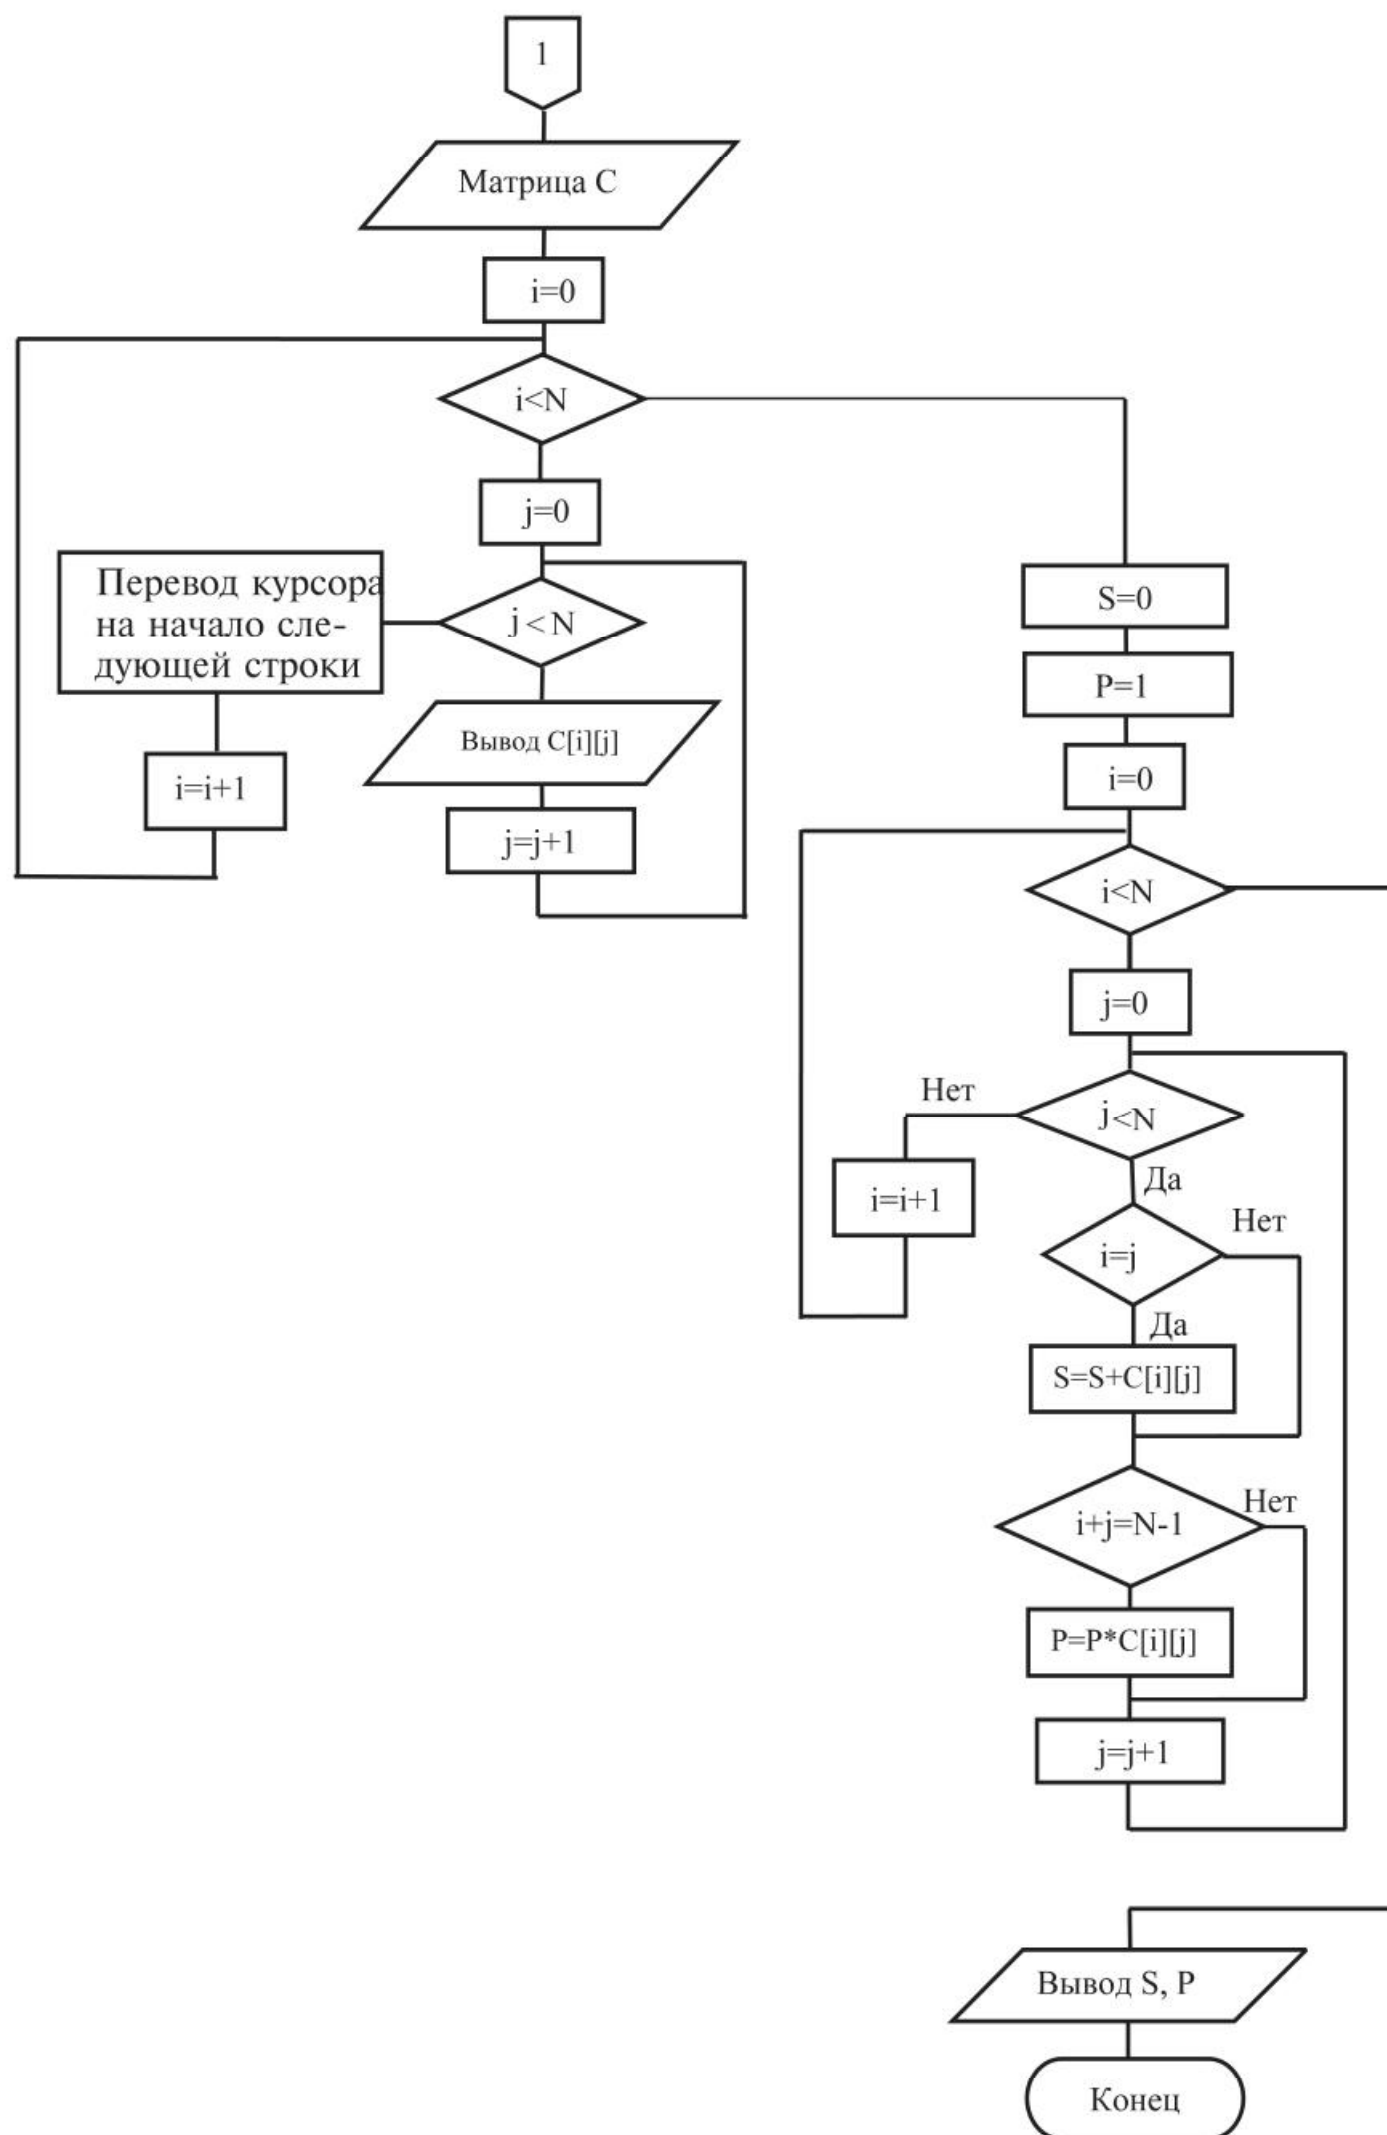 1
Матрица С
i=0
i<N
j=0
Перевод курсора
на начало сле-
дующей строки
j<N
Вывод C[i][j]
i=i+1
j=j+1
S=0
P=1
i=0
i<N
j=0
Нет
j<N
Да
i=i+1
Нет
i=j
Да
S=S+C[i][j]
Нет
i+j=N-1
P=P*C[i][j]
j=j+1
Вывод S, P
Конец